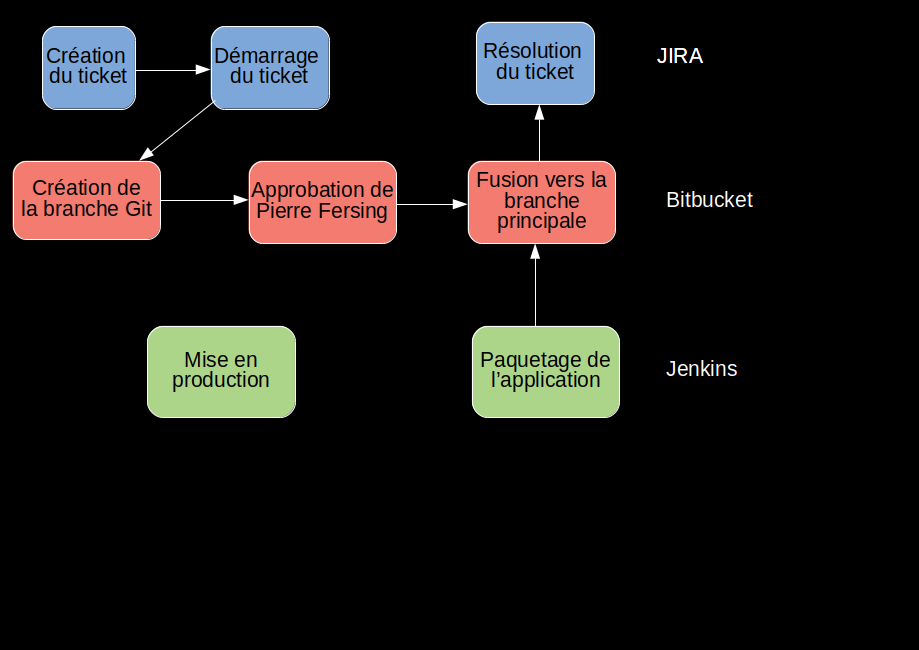 Création
du ticket
Démarrage
du ticket
Résolution
du ticket
JIRA
Création de
la branche Git
Approbation de
Pierre Fersing
Fusion vers la
branche
principale
Bitbucket
Mise en
production
Paquetage de
l’application
Jenkins